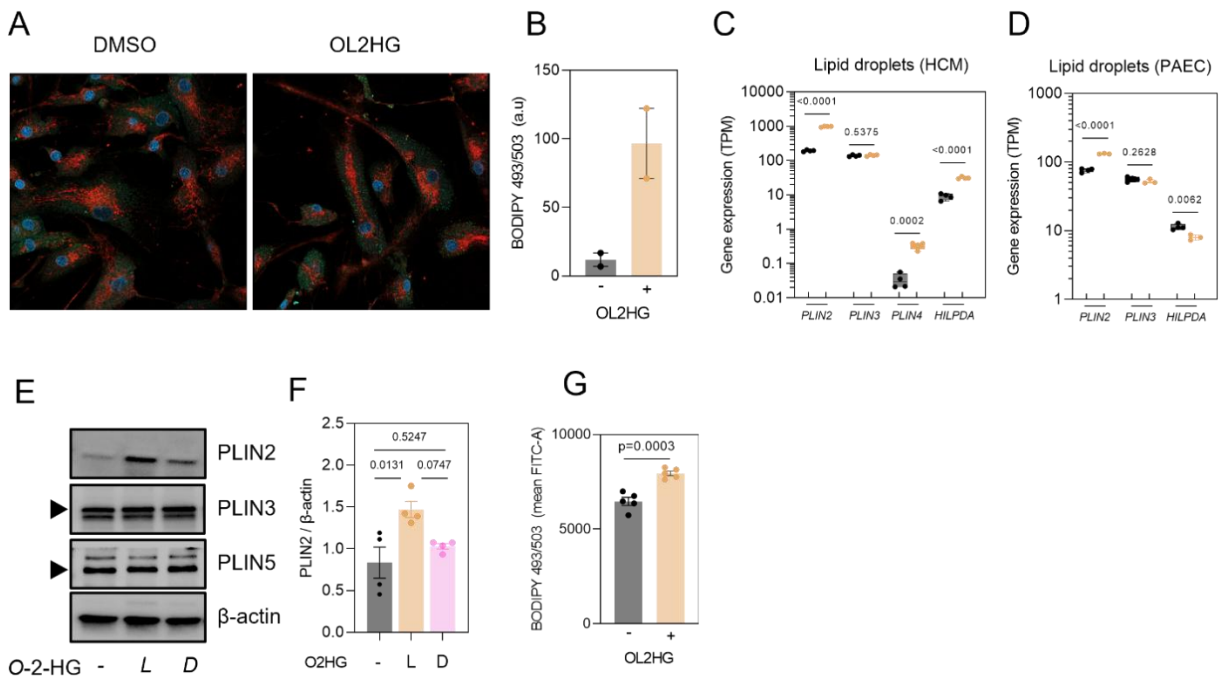 A
DMSO
OL2HG
B
BODIPY 493/503 (a.u)
150
100
50
0
-
+
OL2HG
C
Lipid droplets (HCM)
Gene expression (TPM)
10000
1000
100
10
1
0.1
0.01
<0.0001
0.5375
0.0002
<0.0001
PLIN2
PLIN3
PLIN4
HILPDA
D
Lipid droplets (PAEC)
Gene expression (TPM)
1000
100
10
1
<0.0001
0.2628
0.0062
PLIN2
PLIN3
HILPDA
E
PLIN2
PLIN3
PLIN5
β-actin
O-2-HG - L D
F
PLIN2 / β-actin
2.5
2.0
1.5
1.0
0.5
0.0
0.5247
0.0131
0.0747
O2HG - L D
G
BODIPY 493/503 (mean FITC-A)
10000
5000
0
p=0.0003
-
+
OL2HG